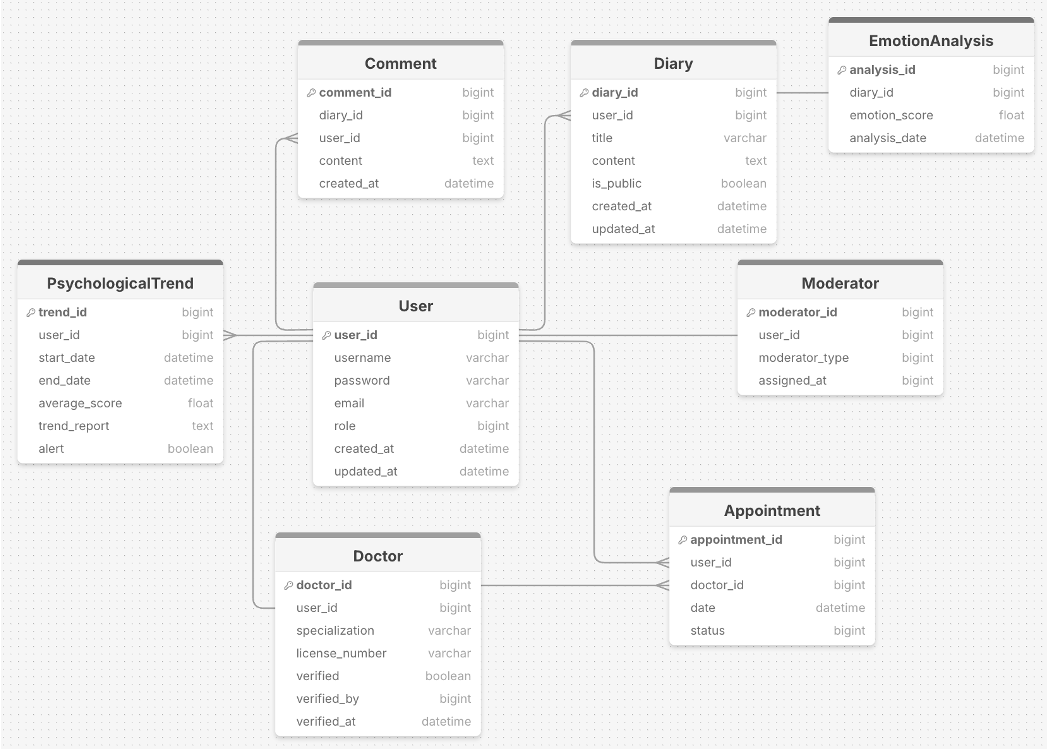 EmotionAnalysis
analysis_id bigint
diary_id bigint
emotion_score float
analysis_date datetime
Comment
comment_id bigint
diary_id bigint
user_id bigint
content text
created_at datetime
Diary
diary_id bigint
user_id bigint
title varchar
content text
is_public boolean
created_at datetime
updated_at datetime
PsychologicalTrend
trend_id bigint
user_id bigint
start_date datetime
end_date datetime
average_score float
trend_report text
alert boolean
User
user_id bigint
username varchar
password varchar
email varchar
role bigint
created_at datetime
updated_at datetime
Moderator
moderator_id bigint
user_id bigint
moderator_type bigint
assigned_at bigint
Doctor
doctor_id bigint
user_id bigint
specialization varchar
license_number varchar
verified boolean
verified_by bigint
verified_at datetime
Appointment
appointment_id bigint
user_id bigint
doctor_id bigint
date datetime
status bigint